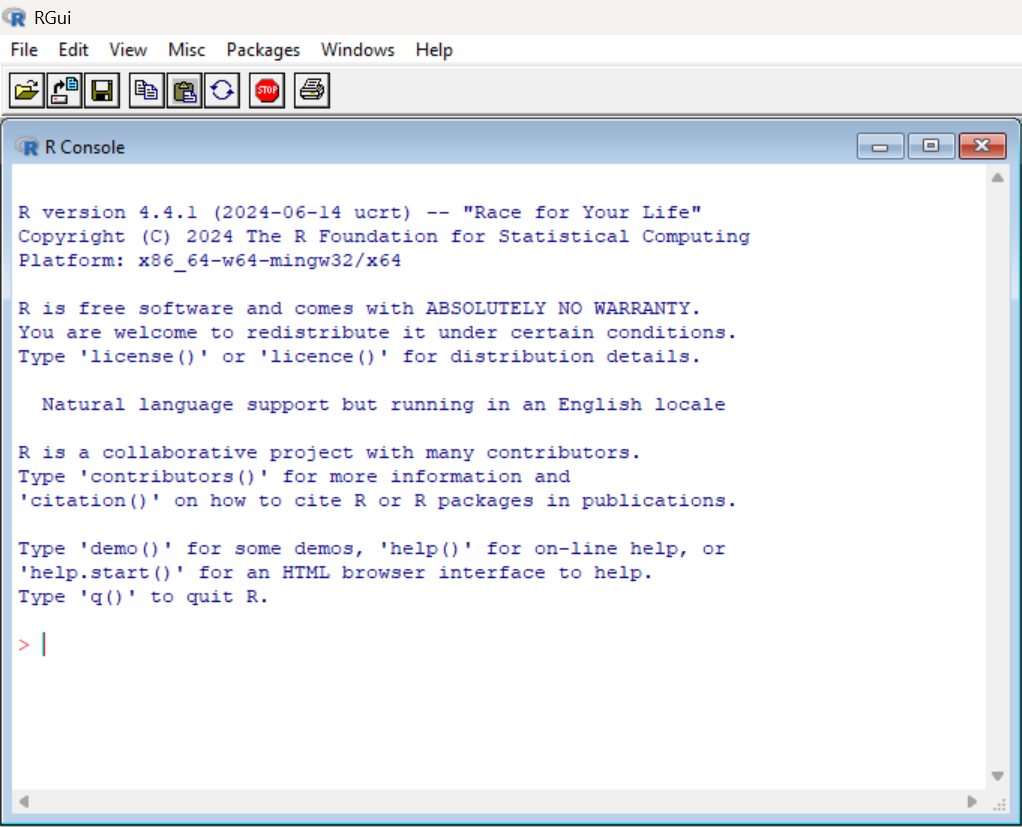 RGui
File Edit View Misc Packages Windows Help
STOP
R Console
R version 4.4.1 (2024-06-14 ucrt) -- "Race for Your Life"
Copyright (C) 2024 The R Foundation for Statistical Computing
Platform: x86_64-w64-mingw32/x64
R is free software and comes with ABSOLUTELY NO WARRANTY.
You are welcome to redistribute it under certain conditions.
Type 'license()' or 'licence()' for distribution details.
Natural language support but running in an English locale
R is a collaborative project with many contributors.
Type 'contributors()' for more information and
'citation()' on how to cite R or R packages in publications.
Type 'demo()' for some demos, 'help()' for on-line help, or
'help.start()' for an HTML browser interface to help.
Type 'q()' to quit R.
>